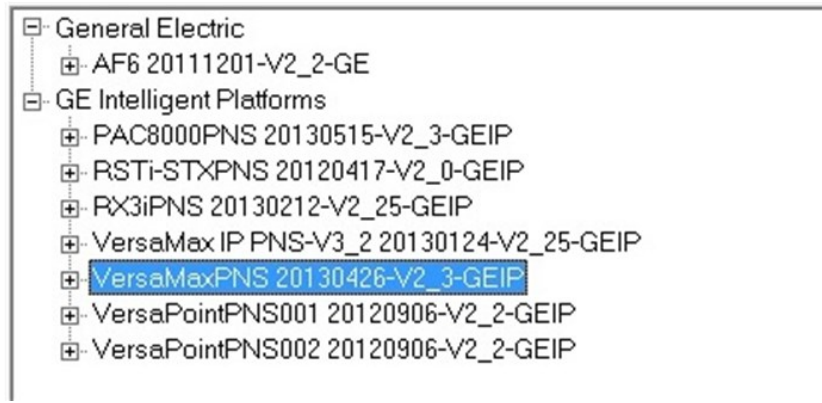 General Electric
AF6 20111201-V2_2-GE
GE Intelligent Platforms
PAC8000PNS 20130515-V2_3-GEIP
RSTi-STXPNS 20120417-V2_0-GEIP
RX3iPNS 20130212-V2_25-GEIP
VersaMax IP PNS-V3_2 20130124-V2_25-GEIP
VersaMaxPNS 20130426-V2_3-GEIP
VersaPointPNS001 20120906-V2_2-GEIP
VersaPointPNS002 20120906-V2_2-GEIP